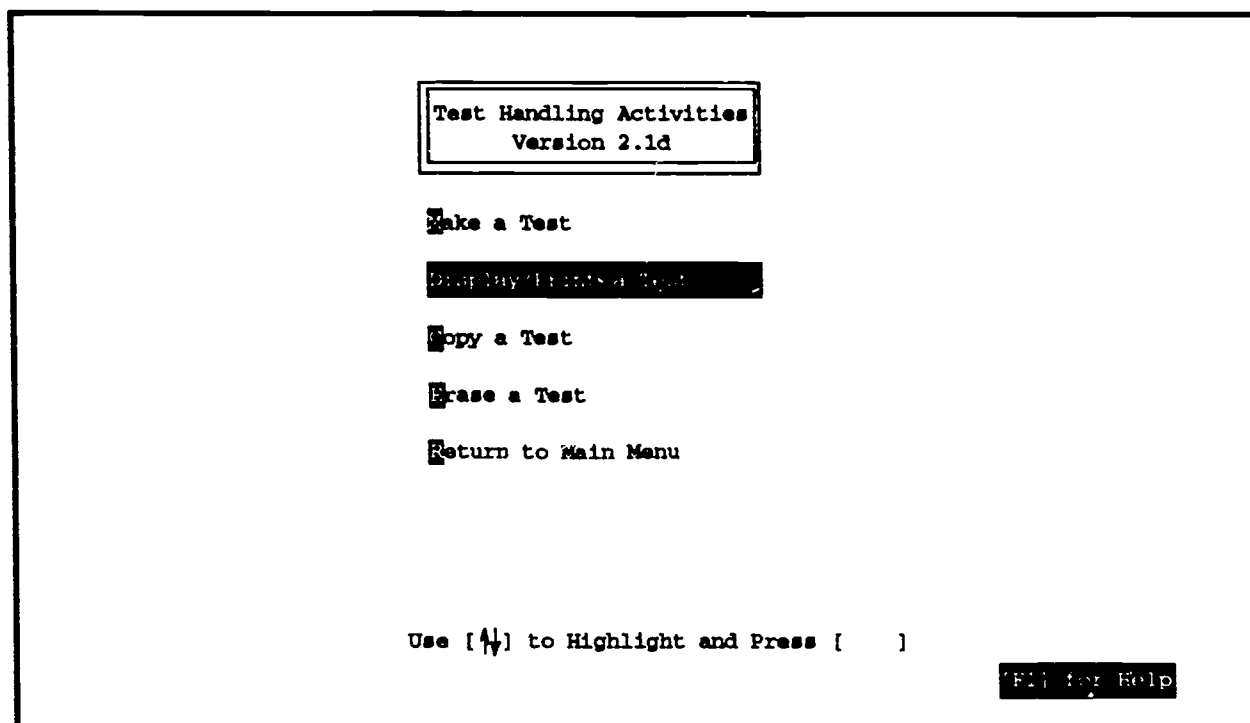 Test Handling Activities
Version 2.1d
Take a Test
Display/Print a Test
Copy a Test
Erase a Test
Return to Main Menu
Use [↑↓] to Highlight and Press [    ]
[F1] for Help